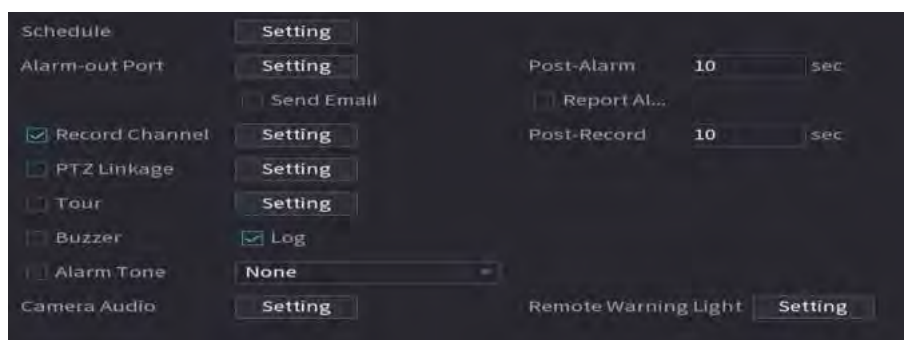 Schedule Setting
Alarm-out Port Setting Post-Alarm 10 sec
Send Email Report Al...
Record Channel Setting Post-Record 10 sec
PTZ Linkage Setting
Tour Setting
Buzzer Log
Alarm Tone None
Camera Audio Setting Remote Warning Light Setting